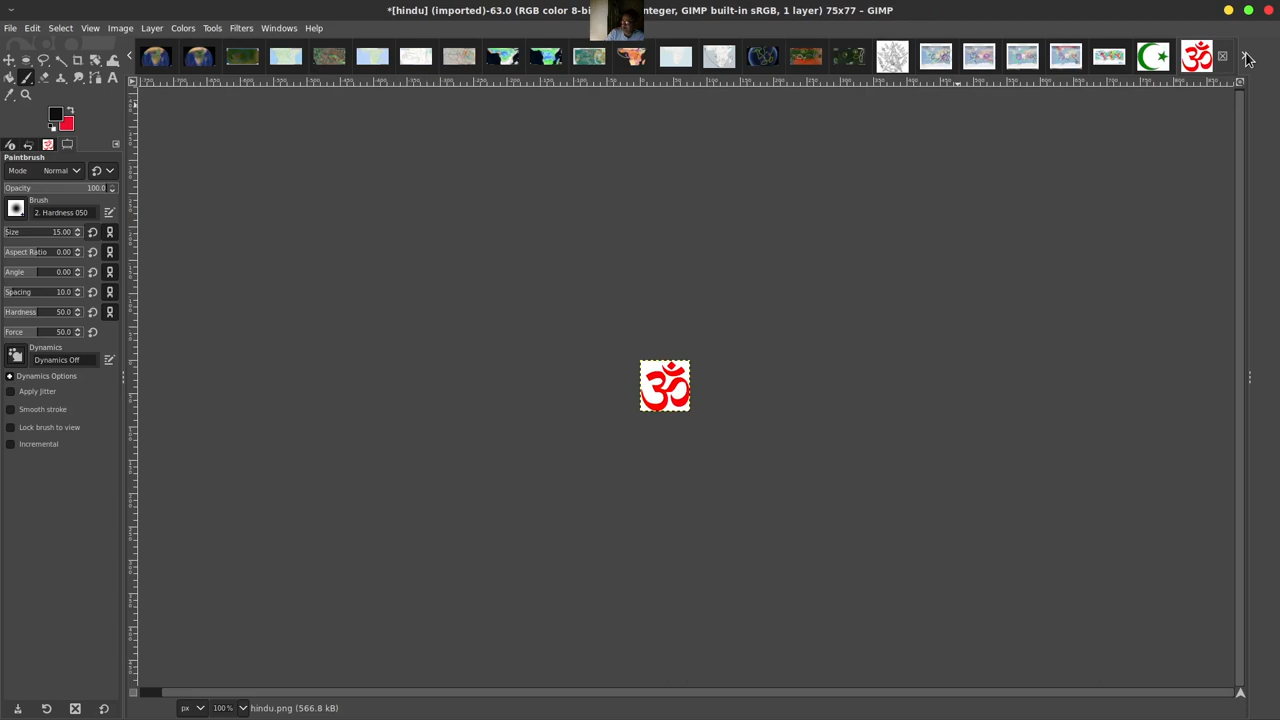 *[hindu] (imported)-63.0 (RGB color 8-bi nteger, GIMP built-in sRGB, 1 layer) 75x77 – GIMP
File Edit Select View Image Layer Colors Tools Filters Windows Help
Paintbrush
Mode Normal
Opacity 100.0
Brush
2. Hardness 050
Size 15.00
Aspect Ratio 0.00
Angle 0.00
Spacing 10.0
Hardness 50.0
Force 50.0
Dynamics
Dynamics Off
Dynamics Options
Apply Jitter
Smooth stroke
Lock brush to view
Incremental
ॐ
px 100% hindu.png (566.8 kB)